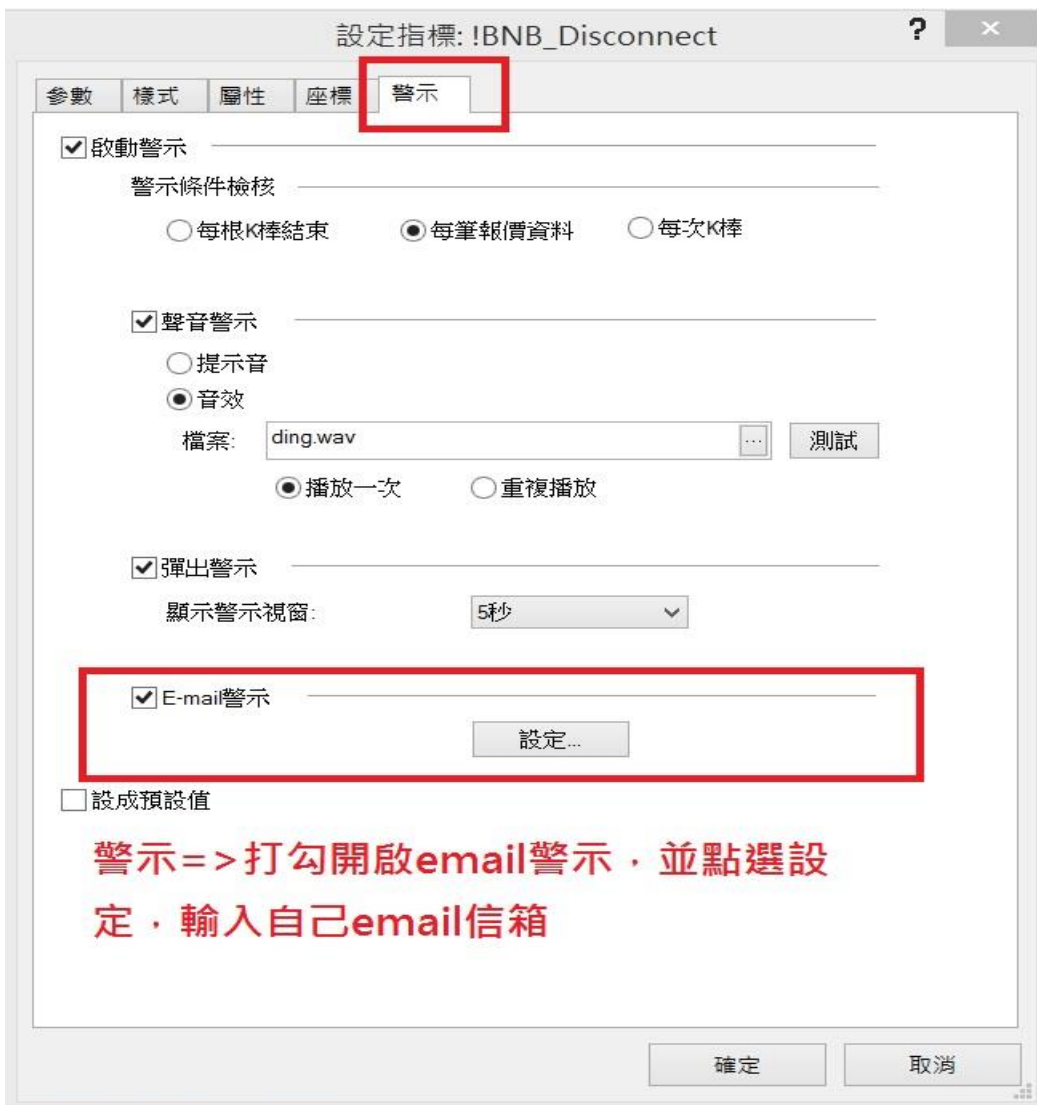 設定指標: !BNB_Disconnect
?
參數 樣式 屬性 座標 警示
啟動警示
警示條件檢核
每根K棒結束 每筆報價資料 每次K棒
聲音警示
提示音
音效
檔案: ding.wav ... 測試
播放一次 重複播放
彈出警示
顯示警示視窗: 5秒
E-mail警示
設定...
設成預設值
警示=>打勾開啟email警示，並點選設
定，輸入自己email信箱
確定 取消